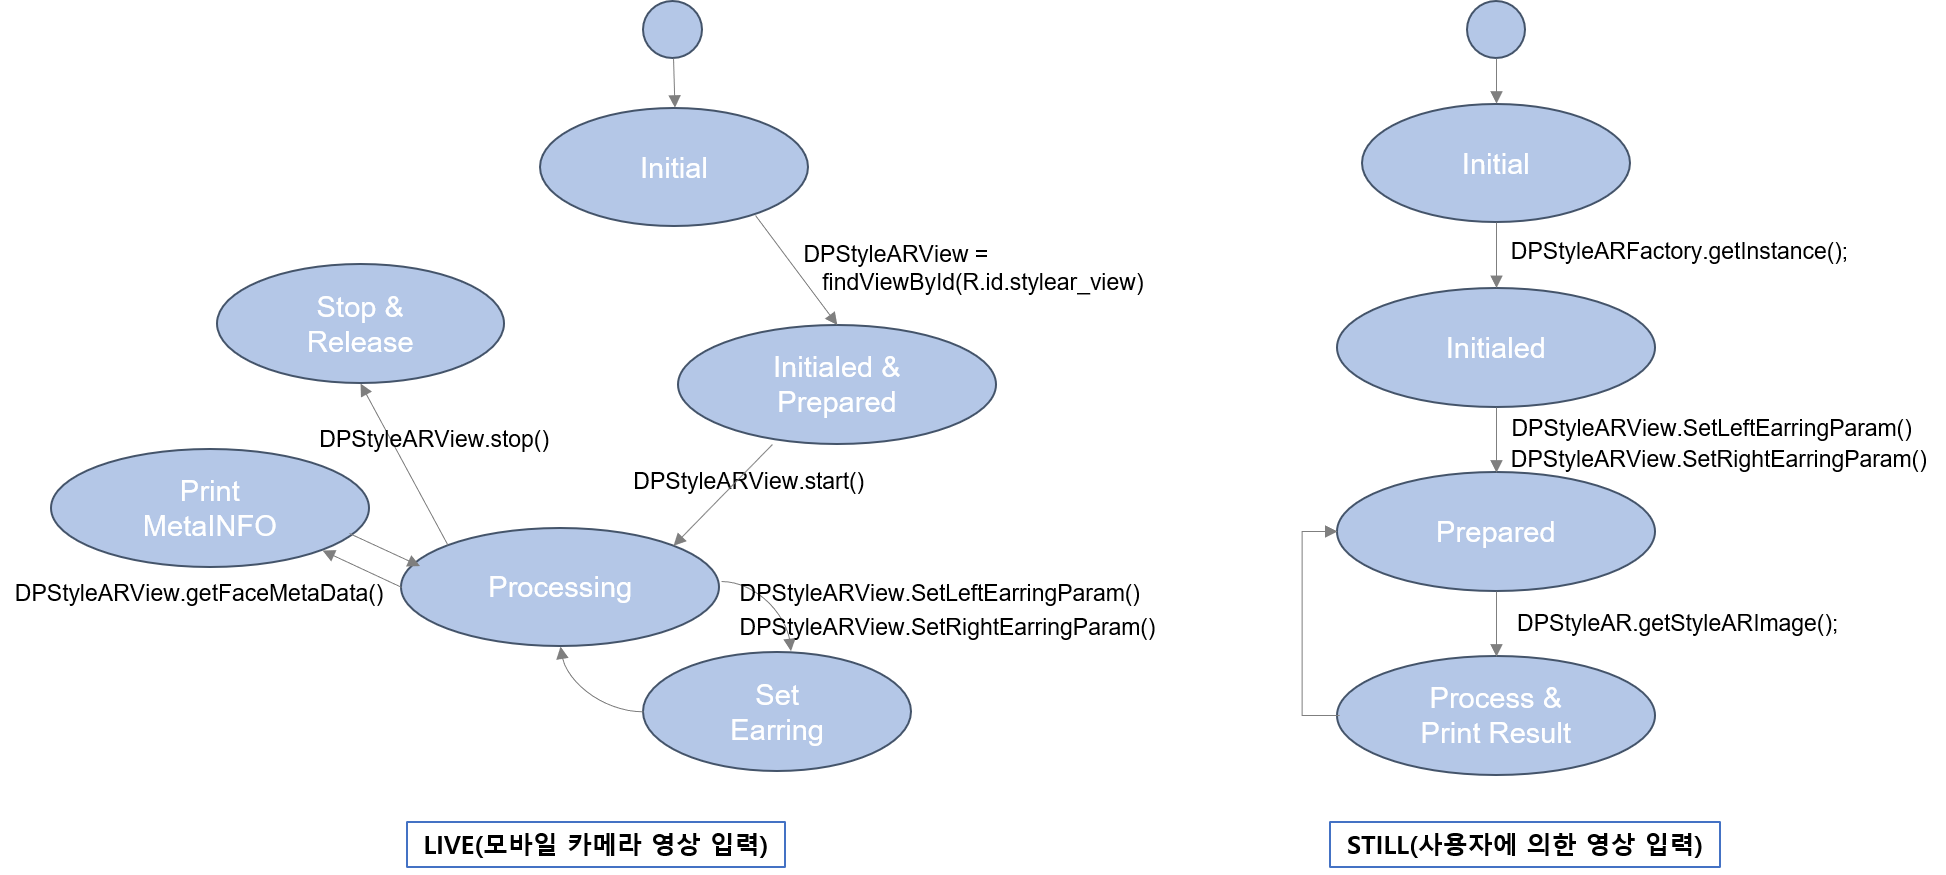 Initial
DPStyleARView =
findViewById(R.id.stylear_view)
Stop &
Release
Initialed &
Prepared
DPStyleARView.stop()
DPStyleARView.start()
Print
MetaINFO
DPStyleARView.getFaceMetaData()
Processing
DPStyleARView.SetLeftEarringParam()
DPStyleARView.SetRightEarringParam()
Set
Earring
LIVE(모바일 카메라 영상 입력)
Initial
DPStyleARFactory.getInstance();
Initialed
DPStyleARView.SetLeftEarringParam()
DPStyleARView.SetRightEarringParam()
Prepared
DPStyleAR.getStyleARImage();
Process &
Print Result
STILL(사용자에 의한 영상 입력)